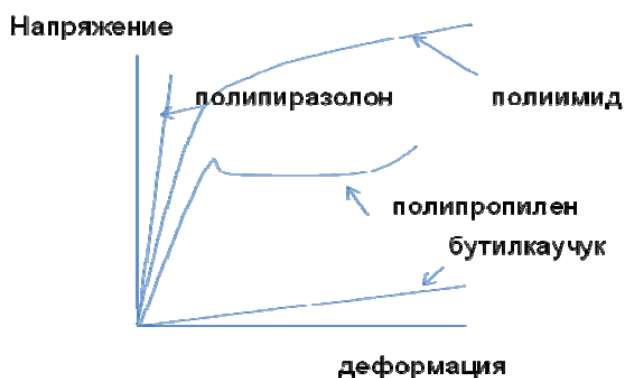 Напряжение
полипиразолон
полиимид
полипропилен
бутилкаучук
деформация